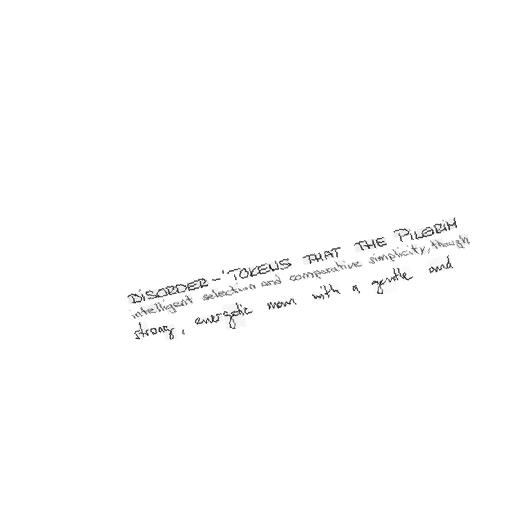 DISORDER - 'TOKENS THAT THE PILGRIM
intelligent selection and comparative simplicity, though
strong, energetic man with a gentle and